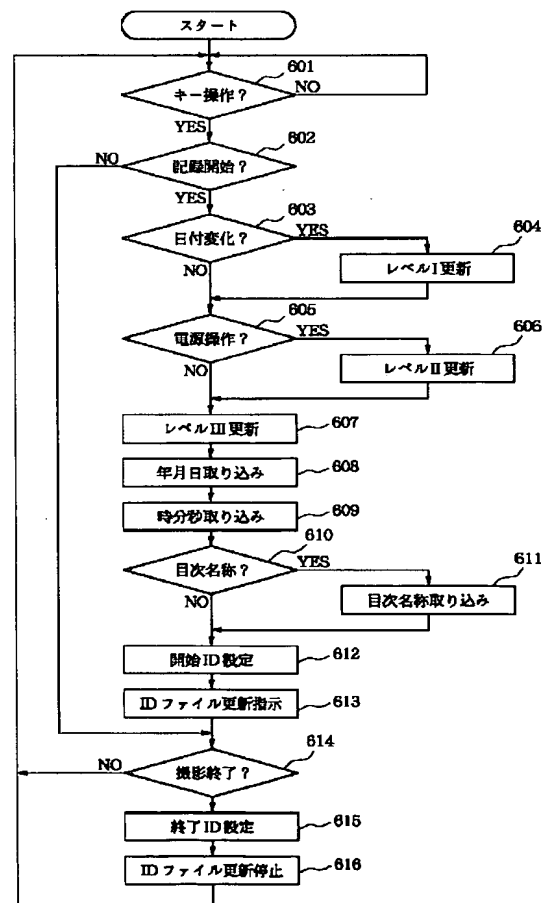 スタート
キー操作?
601
NO
YES
記録開始?
602
NO
YES
日付変化?
603
YES
NO
レベルI更新
604
電源操作?
605
YES
NO
レベルII更新
606
レベルIII更新
607
年月日取り込み
608
時分秒取り込み
609
目次名称?
610
YES
NO
目次名称取り込み
611
開始ID設定
612
IDファイル更新指示
613
撮影終了?
614
NO
YES
終了ID設定
615
IDファイル更新停止
616